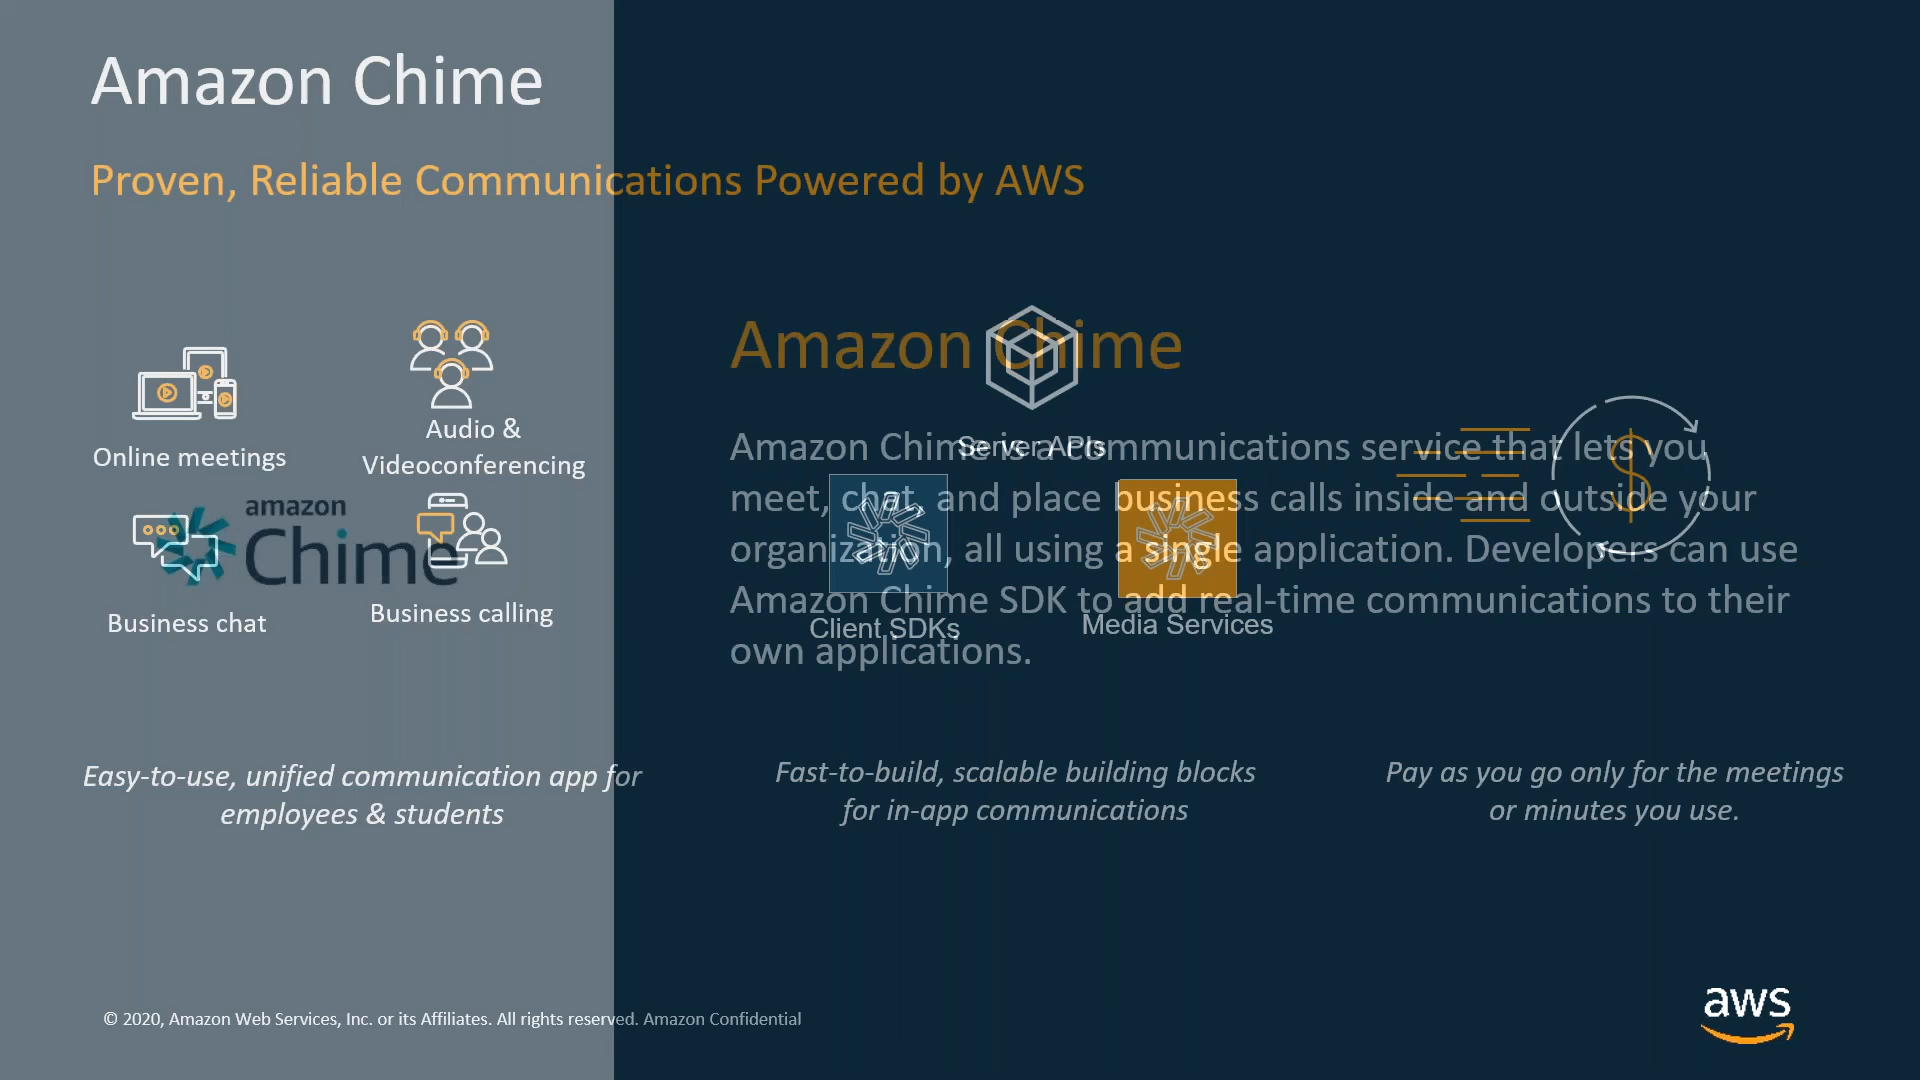 Amazon Chime
Proven, Reliable Communications Powered by AWS
Online meetings
Audio &
Videoconferencing
amazon
Chime
Business chat
Business calling
Easy-to-use, unified communication app for
employees & students
Amazon Chime
Amazon Chime is a communications service that lets you
meet, chat, and place business calls inside and outside your
organization, all using a single application. Developers can use
Amazon Chime SDK to add real-time communications to their
own applications.
Server APIs
Client SDKs
Media Services
$
Fast-to-build, scalable building blocks
for in-app communications
Pay as you go only for the meetings
or minutes you use.
© 2020, Amazon Web Services, Inc. or its Affiliates. All rights reserved. Amazon Confidential
aws